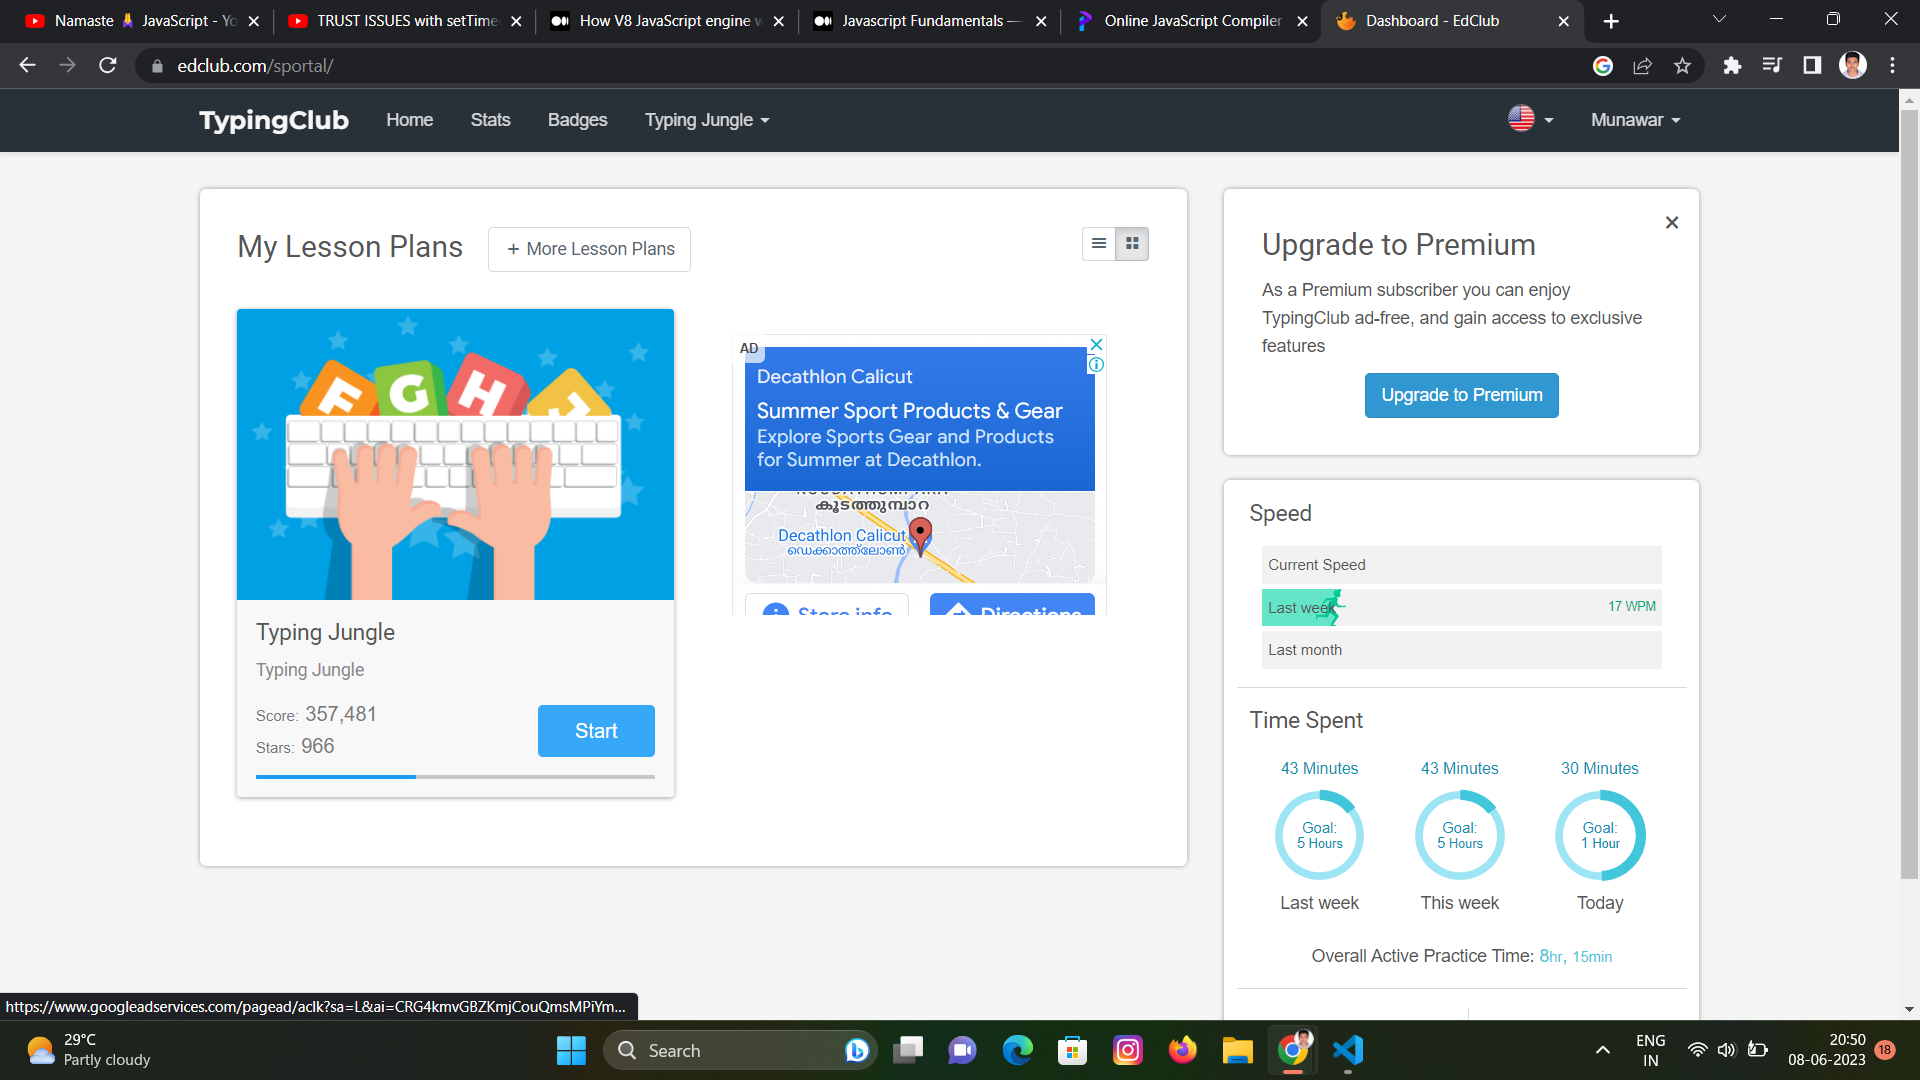 Namaste 🙏 JavaScript - Yo
TRUST ISSUES with setTime
How V8 JavaScript engine w
Javascript Fundamentals —
Online JavaScript Compiler
Dashboard - EdClub
edclub.com/sportal/
TypingClub
Home
Stats
Badges
Typing Jungle
Munawar
My Lesson Plans
+ More Lesson Plans
F G H J
Typing Jungle
Typing Jungle
Score: 357,481
Stars: 966
Start
AD
Decathlon Calicut
Summer Sport Products & Gear
Explore Sports Gear and Products
for Summer at Decathlon.
കൂടത്തുമ്പാറ
Decathlon Calicut
ഡെക്കാത്ത്ലോൺ
Store info
Directions
Upgrade to Premium
As a Premium subscriber you can enjoy
TypingClub ad-free, and gain access to exclusive
features
Upgrade to Premium
Speed
Current Speed
Last week
17 WPM
Last month
Time Spent
43 Minutes
43 Minutes
30 Minutes
Goal:
5 Hours
Goal:
5 Hours
Goal:
1 Hour
Last week
This week
Today
Overall Active Practice Time: 8hr, 15min
https://www.googleadservices.com/pagead/aclk?sa=L&ai=CRG4kmvGBZKmjCouQmsMPiYm...
29°C
Partly cloudy
Search
ENG
IN
20:50
08-06-2023
18